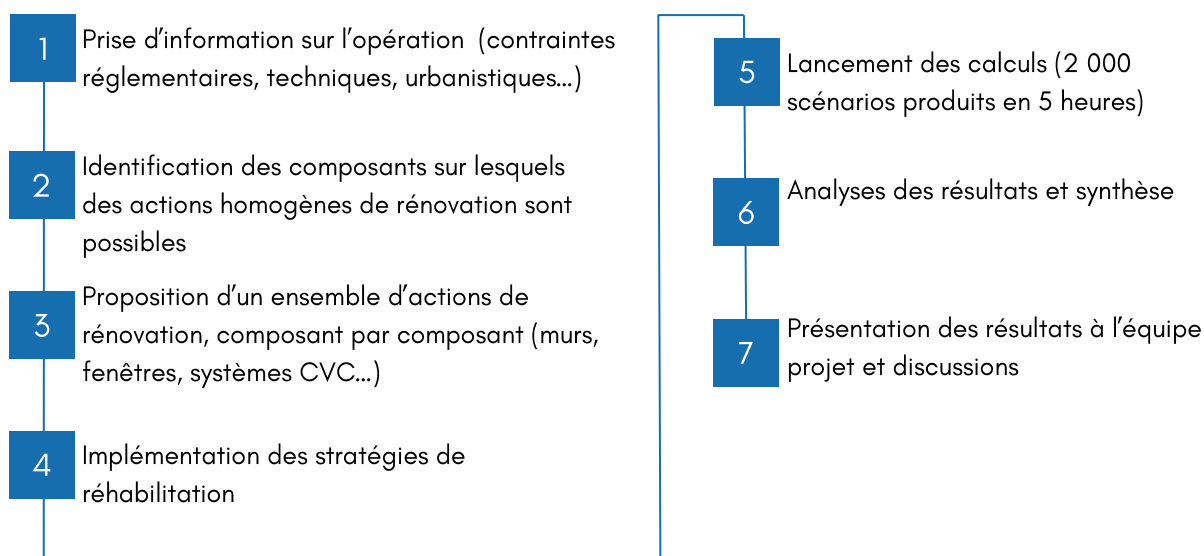 1
Prise d’information sur l’opération (contraintes
réglementaires, techniques, urbanistiques...)
2
Identification des composants sur lesquels
des actions homogènes de rénovation sont
possibles
3
Proposition d’un ensemble d’actions de
rénovation, composant par composant (murs,
fenêtres, systèmes CVC...)
4
Implémentation des stratégies de
réhabilitation
5
Lancement des calculs (2 000
scénarios produits en 5 heures)
6
Analyses des résultats et synthèse
7
Présentation des résultats à l’équipe
projet et discussions